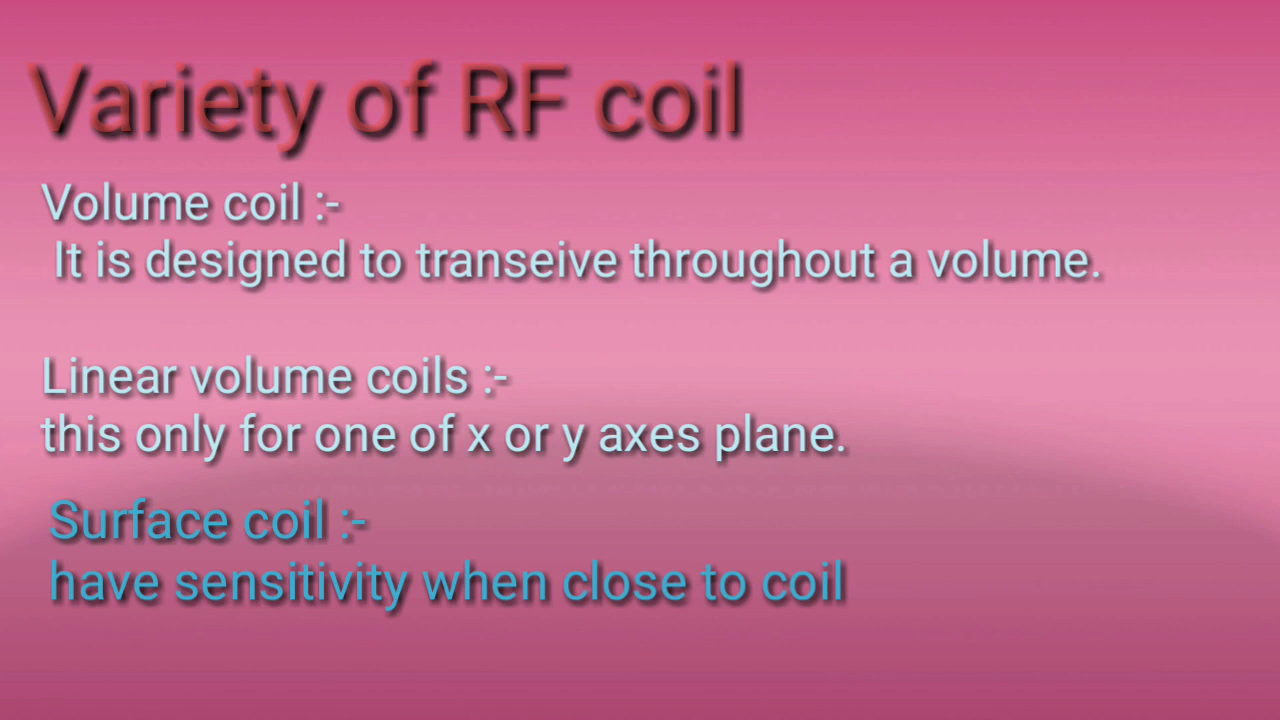 Variety of RF coil
Volume coil :-
It is designed to transeive throughout a volume.
Linear volume coils :-
this only for one of x or y axes plane.
Surface coil :-
have sensitivity when close to coil